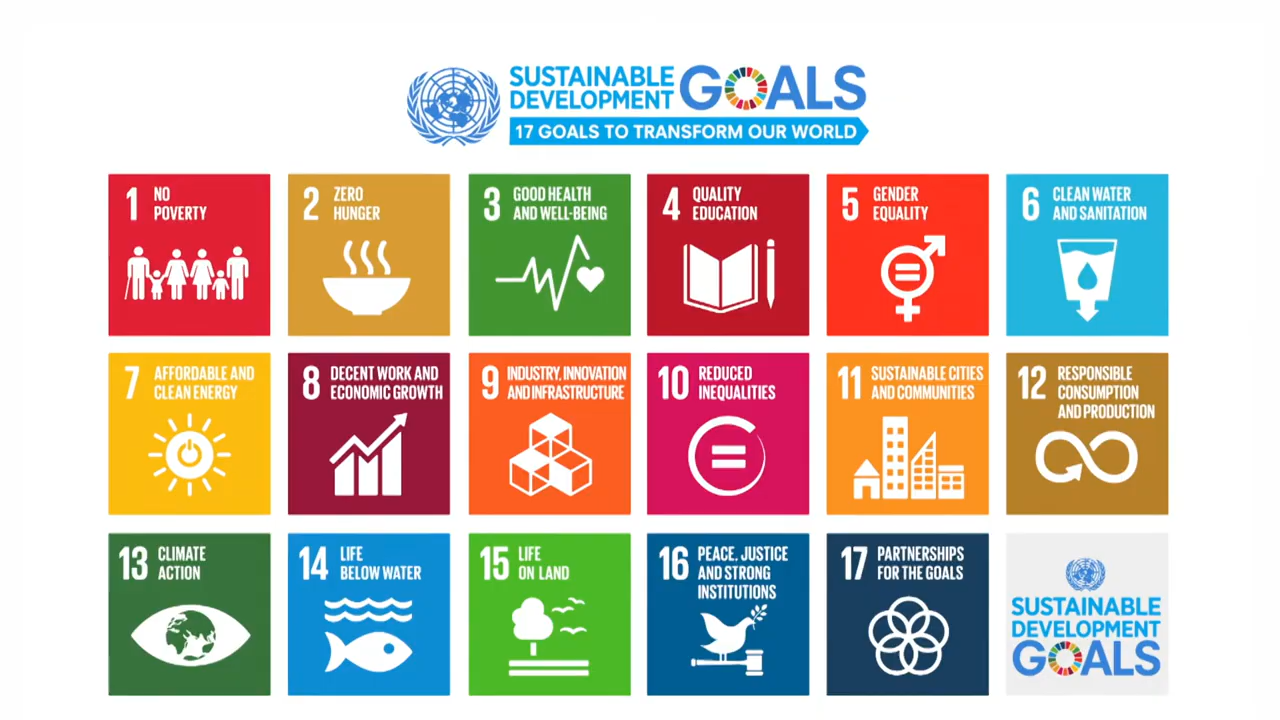 SUSTAINABLE
DEVELOPMENT
GOALS
17 GOALS TO TRANSFORM OUR WORLD
1 NO
POVERTY
2 ZERO
HUNGER
3 GOOD HEALTH
AND WELL-BEING
4 QUALITY
EDUCATION
5 GENDER
EQUALITY
6 CLEAN WATER
AND SANITATION
7 AFFORDABLE AND
CLEAN ENERGY
8 DECENT WORK AND
ECONOMIC GROWTH
9 INDUSTRY, INNOVATION
AND INFRASTRUCTURE
10 REDUCED
INEQUALITIES
11 SUSTAINABLE CITIES
AND COMMUNITIES
12 RESPONSIBLE
CONSUMPTION
AND PRODUCTION
13 CLIMATE
ACTION
14 LIFE
BELOW WATER
15 LIFE
ON LAND
16 PEACE, JUSTICE
AND STRONG
INSTITUTIONS
17 PARTNERSHIPS
FOR THE GOALS
SUSTAINABLE
DEVELOPMENT
GOALS